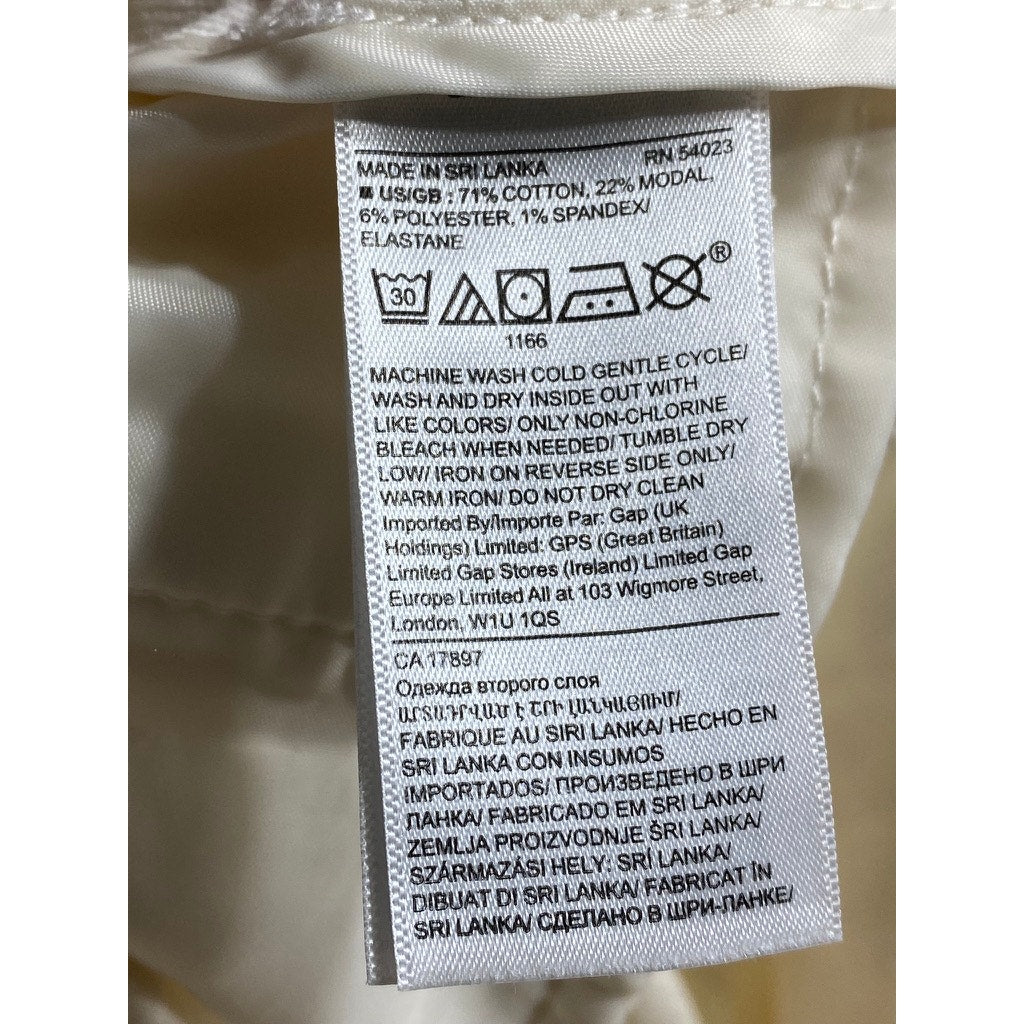 RN 54023
MADE IN SRI LANKA
US/GB : 71% COTTON, 22% MODAL,
6% POLYESTER, 1% SPANDEX/
ELASTANE
30
®
1166
MACHINE WASH COLD GENTLE CYCLE/
WASH AND DRY INSIDE OUT WITH
LIKE COLORS/ ONLY NON-CHLORINE
BLEACH WHEN NEEDED/ TUMBLE DRY
LOW/ IRON ON REVERSE SIDE ONLY/
WARM IRON/ DO NOT DRY CLEAN
Imported By/Importe Par: Gap (UK
Holdings) Limited: GPS (Great Britain)
Limited Gap Stores (Ireland) Limited Gap
Europe Limited All at 103 Wigmore Street,
London, W1U 1QS
CA 17897
Одежда второго слоя
ԱՐՏԱԴՐՎԱԾ Է ՇՐԻ ԼԱՆԿԱՅՈՒՄ/
FABRIQUE AU SIRI LANKA/ HECHO EN
SRI LANKA CON INSUMOS
IMPORTADOS/ ПРОИЗВЕДЕНО В ШРИ
ЛАНКА/ FABRICADO EM SRI LANKA/
ZEMLJA PROIZVODNJE ŠRI LANKA/
SZÁRMAZÁSI HELY: SRÍ LANKA/
DIBUAT DI SRI LANKA/ FABRICAT ÎN
SRI LANKA/ СДЕЛАНО В ШРИ-ЛАНКЕ/